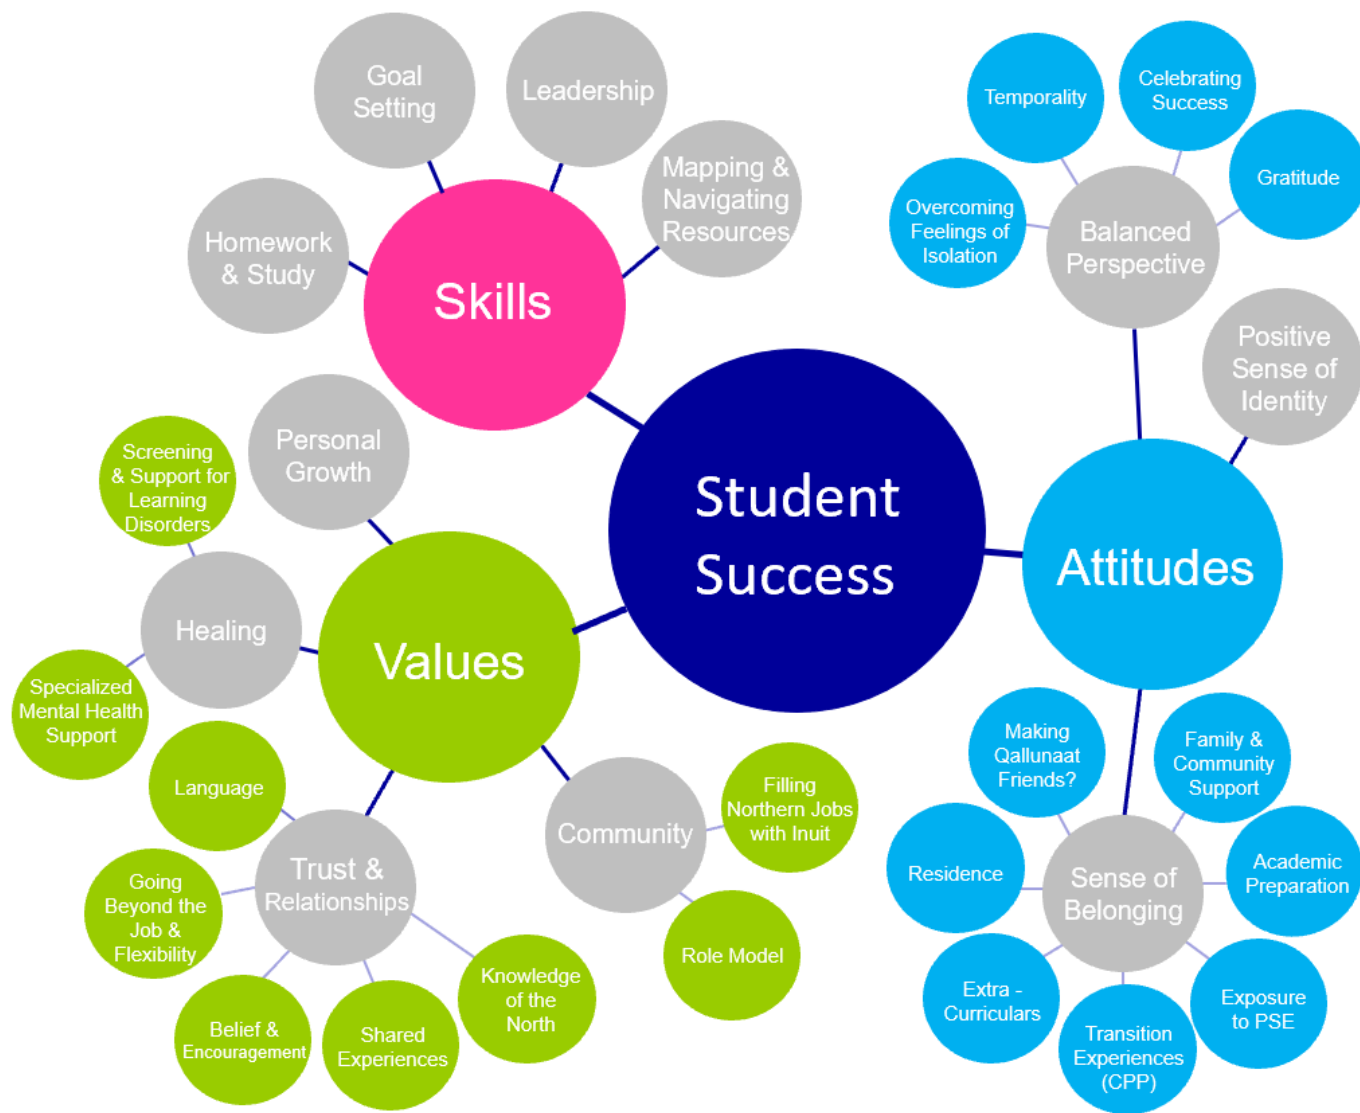 Goal
Setting
Leadership
Mapping &
Navigating
Resources
Homework
& Study
Skills
Temporality
Celebrating
Success
Gratitude
Overcoming
Feelings of
Isolation
Balanced
Perspective
Positive
Sense of
Identity
Student
Success
Attitudes
Personal
Growth
Screening
& Support for
Learning
Disorders
Healing
Specialized
Mental Health
Support
Values
Language
Trust &
Relationships
Going
Beyond the
Job &
Flexibility
Belief &
Encouragement
Shared
Experiences
Knowledge
of the
North
Community
Filling
Northern Jobs
with Inuit
Role Model
Making
Qallunaat
Friends?
Family &
Community
Support
Residence
Sense of
Belonging
Academic
Preparation
Extra -
Curriculars
Transition
Experiences
(CPP)
Exposure
to PSE